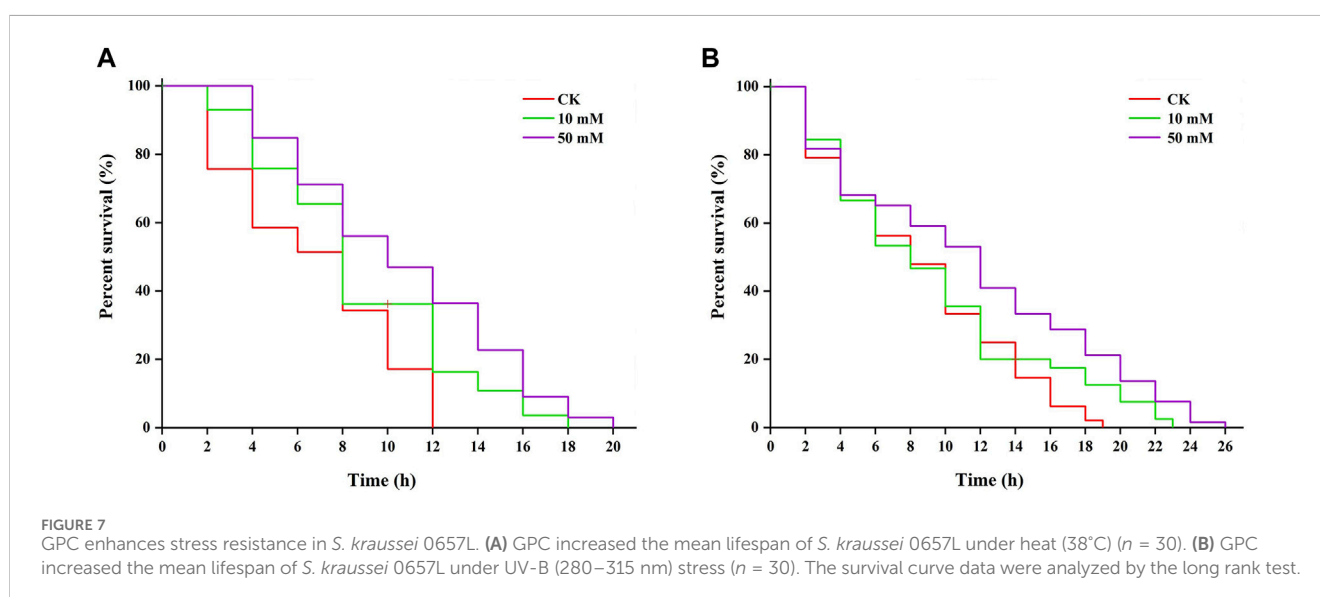 A
B
100
80
60
40
20
0
Percent survival (%)
0 2 4 6 8 10 12 14 16 18 20
Time (h)
CK
10 mM
50 mM
100
80
60
40
20
0
Percent survival (%)
0 2 4 6 8 10 12 14 16 18 20 22 24 26
Time (h)
CK
10 mM
50 mM
FIGURE 7
GPC enhances stress resistance in S. kraussei 0657L. (A) GPC increased the mean lifespan of S. kraussei 0657L under heat (38°C) (n = 30). (B) GPC
increased the mean lifespan of S. kraussei 0657L under UV-B (280–315 nm) stress (n = 30). The survival curve data were analyzed by the long rank test.